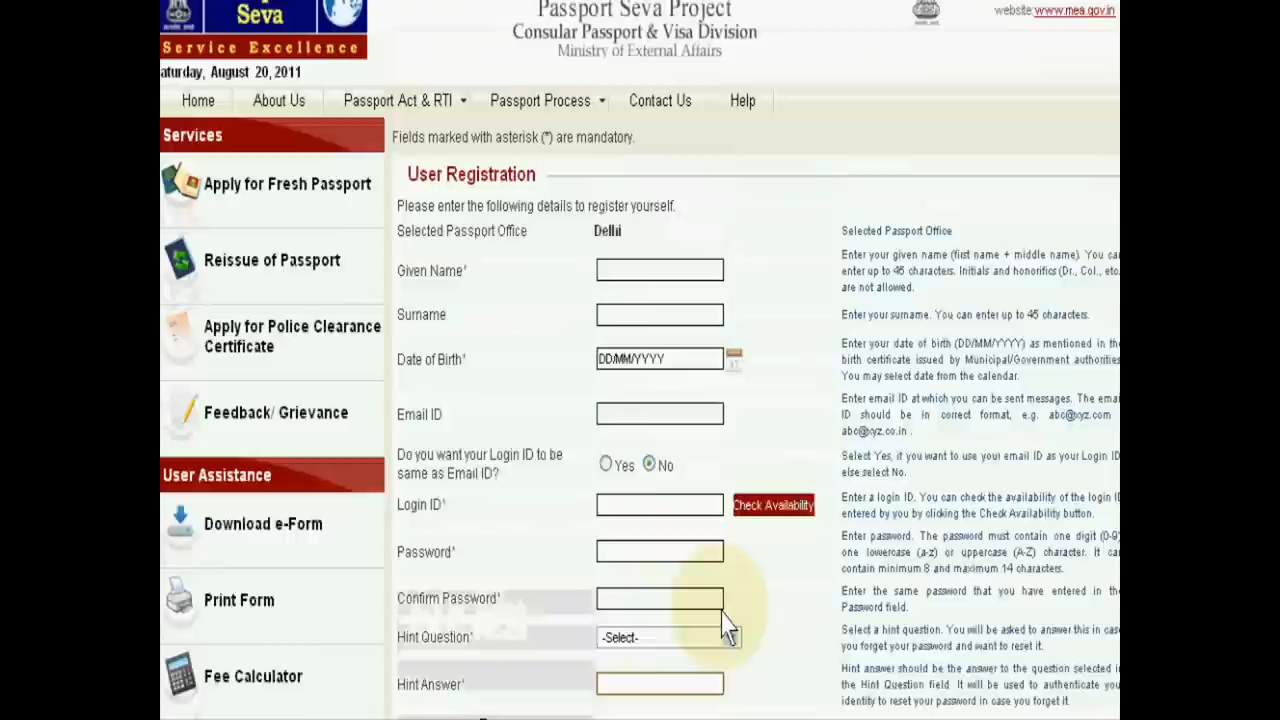 Seva
Service Excellence
aturday, August 20, 2011
Passport Seva Project
Consular Passport & Visa Division
Ministry of External Affairs
website: www.mea.gov.in
Home
About Us
Passport Act & RTI
Passport Process
Contact Us
Help
Services
Apply for Fresh Passport
Reissue of Passport
Apply for Police Clearance
Certificate
Feedback/ Grievance
User Assistance
Download e-Form
Print Form
Fee Calculator
Fields marked with asterisk (*) are mandatory.
User Registration
Please enter the following details to register yourself.
Selected Passport Office
Delhi
Selected Passport Office
Given Name*
Enter your given name (first name + middle name). You can
enter up to 45 characters. Initials and honorifics (Dr., Col., etc.
are not allowed.
Surname
Enter your surname. You can enter up to 45 characters.
Date of Birth*
DD/MM/YYYY
Enter your date of birth (DD/MM/YYYY) as mentioned in the
birth certificate issued by Municipal/Government authorities
You may select date from the calendar.
Email ID
Enter email ID at which you can be sent messages. The emai
ID should be in correct format, e.g. abc@xyz.com
abc@xyz.co.in .
Do you want your Login ID to be
same as Email ID?
Yes
No
Select Yes, if you want to use your email ID as your Login ID
else select No.
Login ID*
Check Availability
Enter a login ID. You can check the availability of the login ID
entered by you by clicking the Check Availability button.
Password*
Enter password. The password must contain one digit (0-9)
one lowercase (a-z) or uppercase (A-Z) character. It can
contain minimum 8 and maximum 14 characters.
Confirm Password*
Enter the same password that you have entered in the
Password field.
Hint Question*
-Select-
Select a hint question. You will be asked to answer this in case
you forget your password and want to reset it.
Hint Answer*
Hint answer should be the answer to the question selected in
the Hint Question field. It will be used to authenticate you
identity to reset your password in case you forget it.